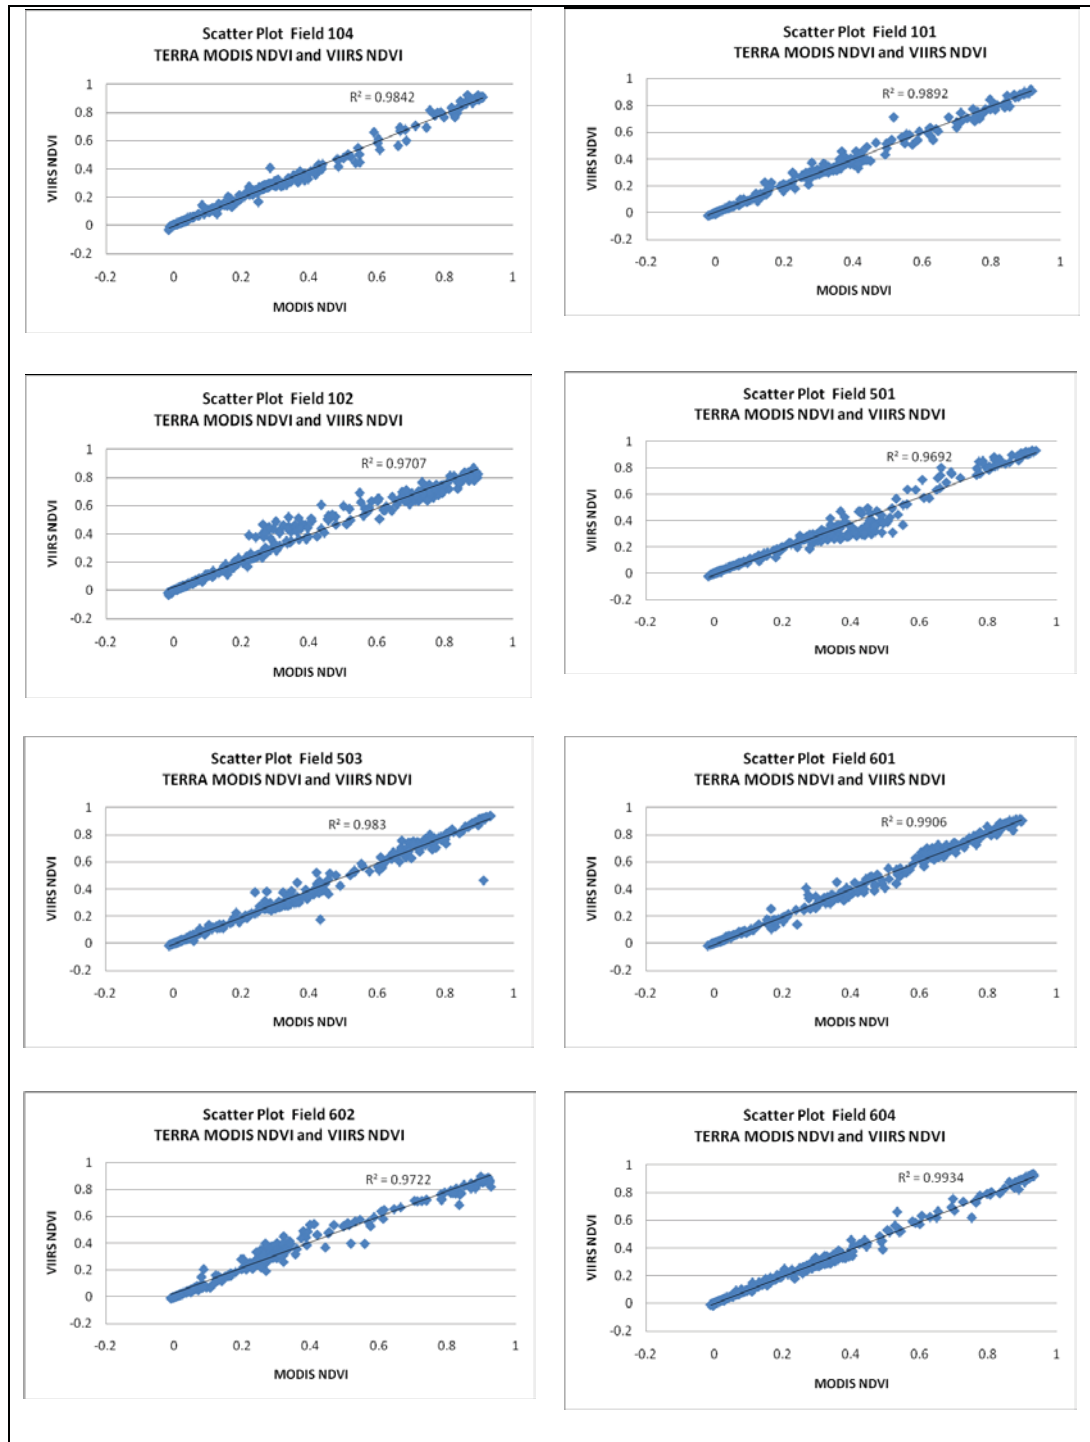 Scatter Plot Field 104
TERRA MODIS NDVI and VIIRS NDVI
R² = 0.9842
1
0.8
0.6
0.4
0.2
0
-0.2
VIIRS NDVI
-0.2 0 0.2 0.4 0.6 0.8 1
MODIS NDVI
Scatter Plot Field 101
TERRA MODIS NDVI and VIIRS NDVI
R² = 0.9892
1
0.8
0.6
0.4
0.2
0
-0.2
VIIRS NDVI
-0.2 0 0.2 0.4 0.6 0.8 1
MODIS NDVI
Scatter Plot Field 102
TERRA MODIS NDVI and VIIRS NDVI
R² = 0.9707
1
0.8
0.6
0.4
0.2
0
-0.2
VIIRS NDVI
-0.2 0 0.2 0.4 0.6 0.8 1
MODIS NDVI
Scatter Plot Field 501
TERRA MODIS NDVI and VIIRS NDVI
R² = 0.9692
1
0.8
0.6
0.4
0.2
0
-0.2
VIIRS NDVI
-0.2 0 0.2 0.4 0.6 0.8 1
MODIS NDVI
Scatter Plot Field 503
TERRA MODIS NDVI and VIIRS NDVI
R² = 0.983
1
0.8
0.6
0.4
0.2
0
-0.2
VIIRS NDVI
-0.2 0 0.2 0.4 0.6 0.8 1
MODIS NDVI
Scatter Plot Field 601
TERRA MODIS NDVI and VIIRS NDVI
R² = 0.9906
1
0.8
0.6
0.4
0.2
0
-0.2
VIIRS NDVI
-0.2 0 0.2 0.4 0.6 0.8 1
MODIS NDVI
Scatter Plot Field 602
TERRA MODIS NDVI and VIIRS NDVI
R² = 0.9722
1
0.8
0.6
0.4
0.2
0
-0.2
VIIRS NDVI
-0.2 0 0.2 0.4 0.6 0.8 1
MODIS NDVI
Scatter Plot Field 604
TERRA MODIS NDVI and VIIRS NDVI
R² = 0.9934
1
0.8
0.6
0.4
0.2
0
-0.2
VIIRS NDVI
-0.2 0 0.2 0.4 0.6 0.8 1
MODIS NDVI